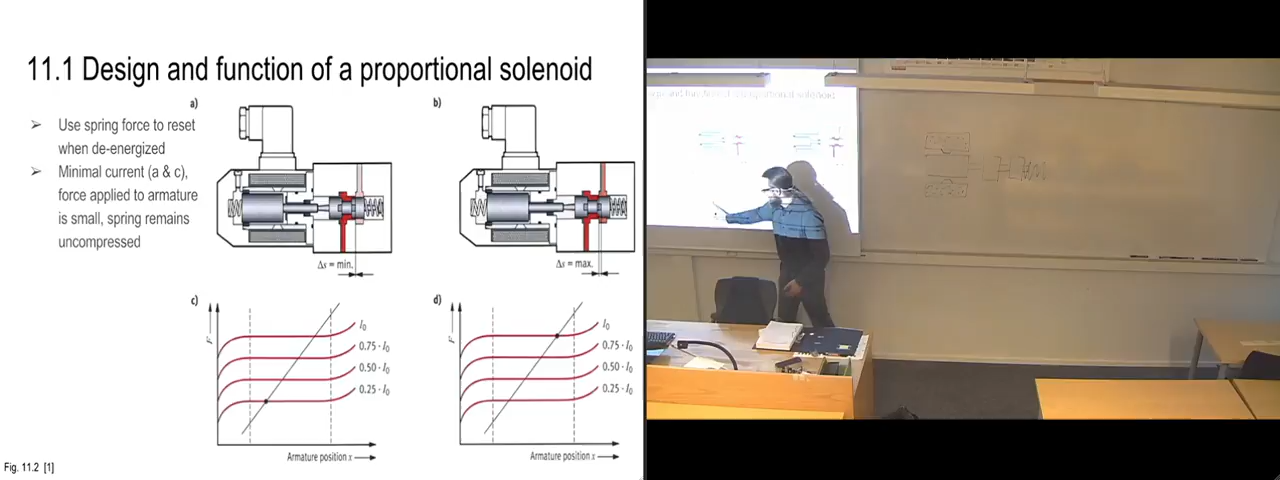 11.1 Design and function of a proportional solenoid
a)
b)
➢ Use spring force to reset
when de-energized
➢ Minimal current (a & c),
force applied to armature
is small, spring remains
uncompressed
Δs = min.
Δs = max.
c)
d)
F
I₀
0.75 · I₀
0.50 · I₀
0.25 · I₀
Armature position x
F
I₀
0.75 · I₀
0.50 · I₀
0.25 · I₀
Armature position x
Fig. 11.2 [1]